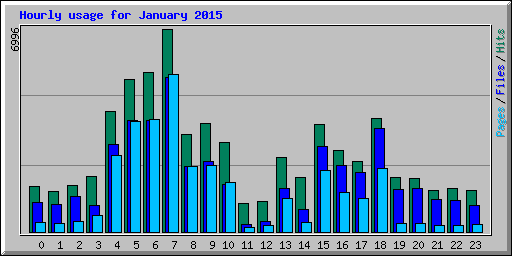 Hourly usage for January 2015
6996
Pages/Files/Hits
0 1 2 3 4 5 6 7 8 9 10 11 12 13 14 15 16 17 18 19 20 21 22 23